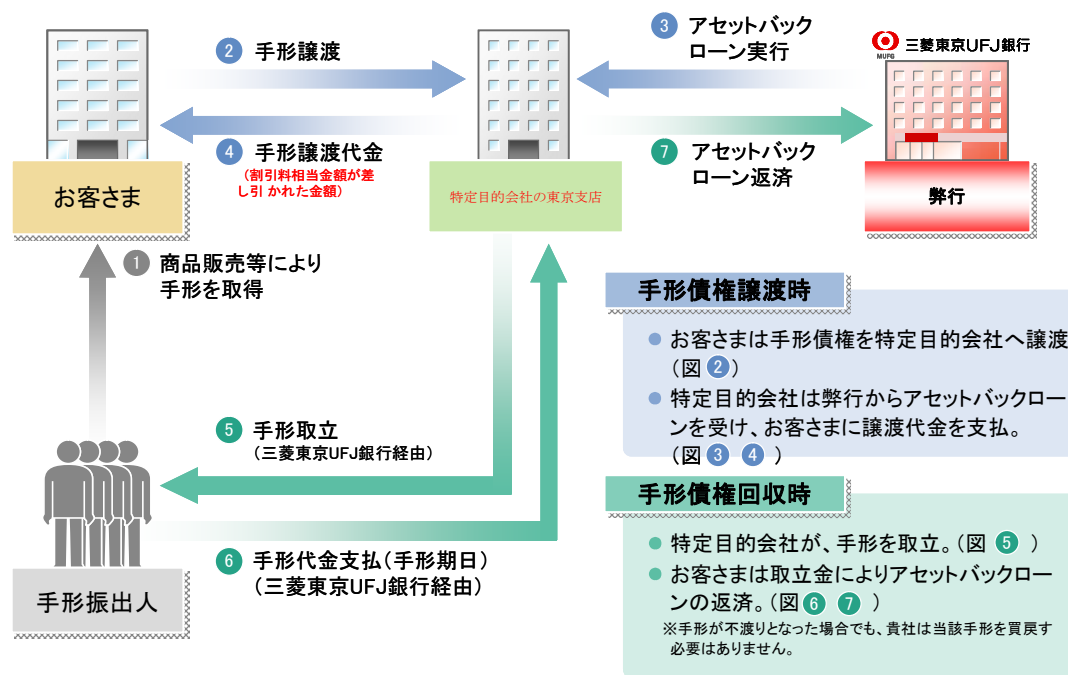 2 手形譲渡
3 アセットバック
ローン実行
MUFG 三菱東京UFJ銀行
4 手形譲渡代金
(割引料相当金額が差
し引 かれた金額)
7 アセットバック
ローン返済
お客さま
特定目的会社の東京支店
弊行
1 商品販売等により
手形を取得
手形債権譲渡時
お客さまは手形債権を特定目的会社へ譲渡
(図 2)
特定目的会社は弊行からアセットバックロー
ンを受け、お客さまに譲渡代金を支払。
(図 3 4 )
5 手形取立
(三菱東京UFJ銀行経由)
6 手形代金支払(手形期日)
(三菱東京UFJ銀行経由)
手形振出人
手形債権回収時
特定目的会社が、手形を取立。(図 5 )
お客さまは取立金によりアセットバックロー
ンの返済。(図 6 7 )
※手形が不渡りとなった場合でも、貴社は当該手形を買戻す
必要はありません。